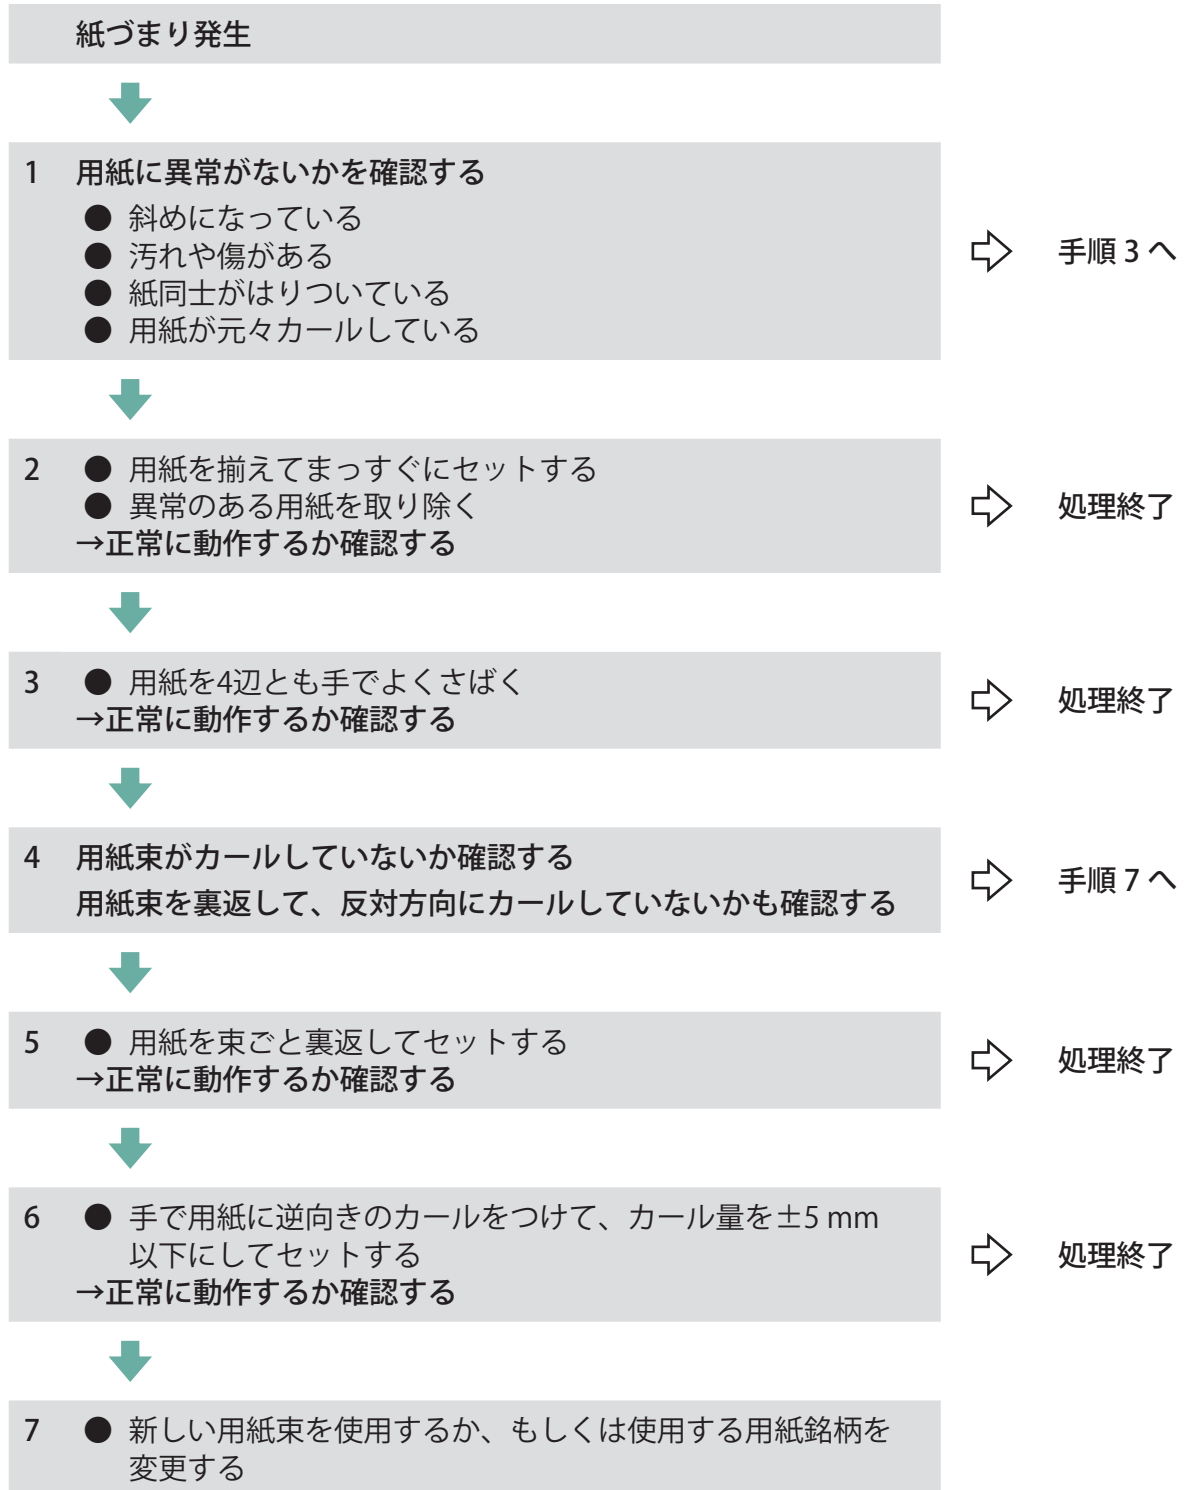 紙づまり発生
1 用紙に異常がないかを確認する
● 斜めになっている
● 汚れや傷がある
● 紙同士がはりついている
● 用紙が元々カールしている
手順 3 へ
2 ● 用紙を揃えてまっすぐにセットする
● 異常のある用紙を取り除く
→正常に動作するか確認する
処理終了
3 ● 用紙を4辺とも手でよくさばく
→正常に動作するか確認する
処理終了
4 用紙束がカールしていないか確認する
用紙束を裏返して、反対方向にカールしていないかも確認する
手順 7 へ
5 ● 用紙を束ごと裏返してセットする
→正常に動作するか確認する
処理終了
6 ● 手で用紙に逆向きのカールをつけて、カール量を±5 mm
以下にしてセットする
→正常に動作するか確認する
処理終了
7 ● 新しい用紙束を使用するか、もしくは使用する用紙銘柄を
変更する